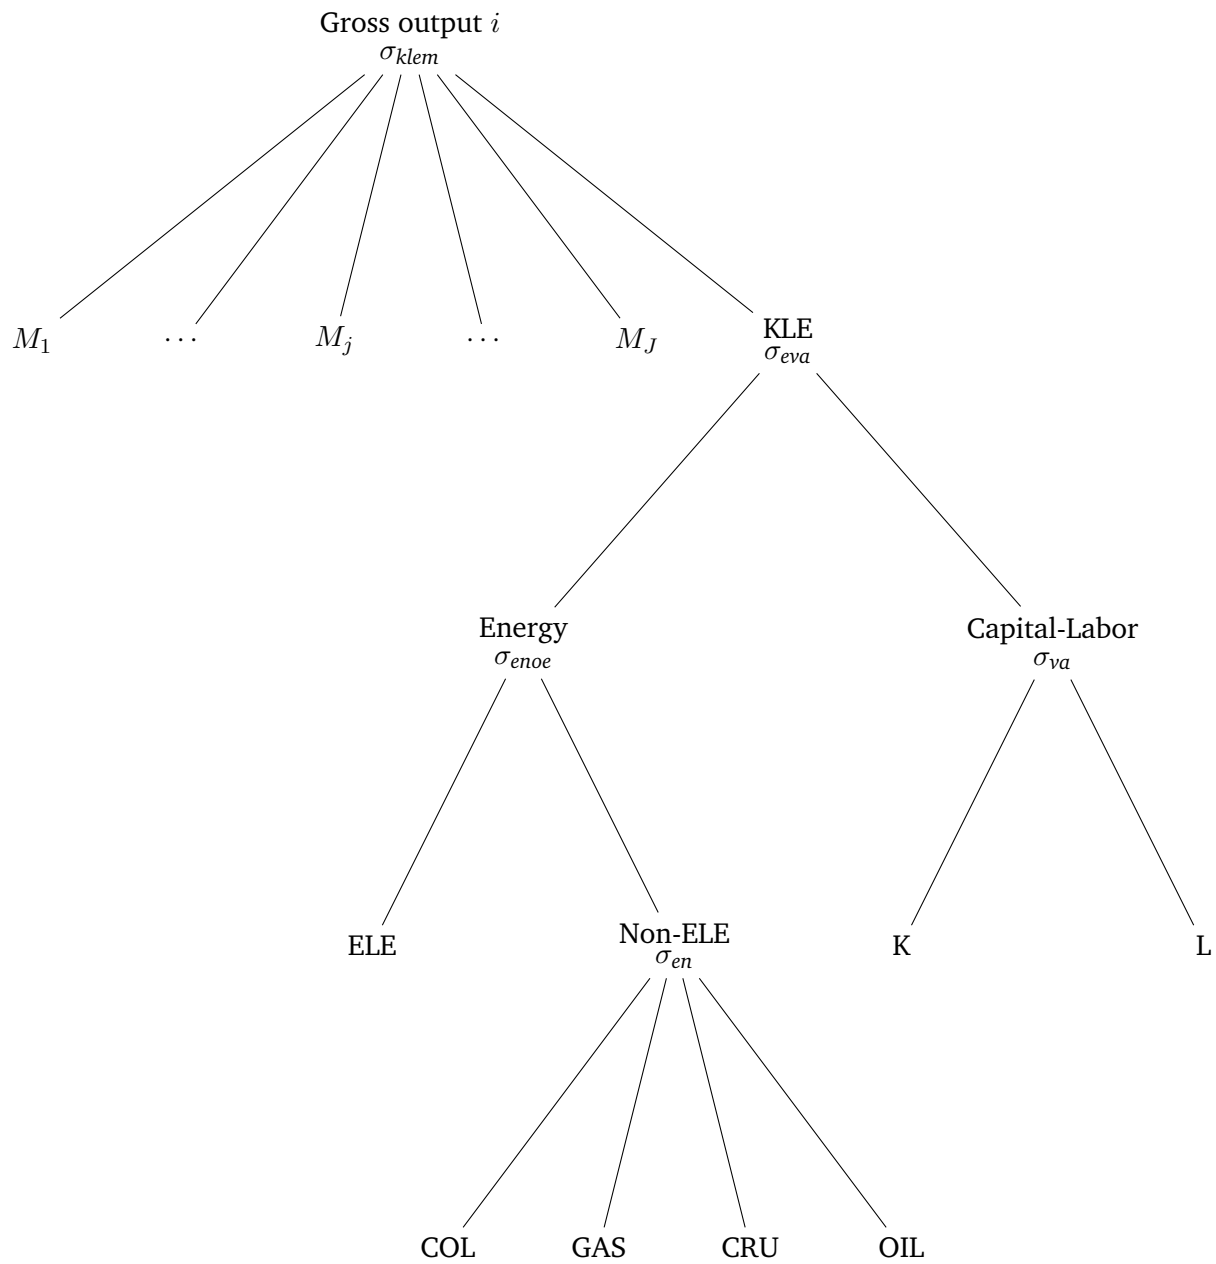 Gross output i
σklem
M1 ⋯ Mj ⋯ MJ KLE
σeva
Energy Capital-Labor
σenoe σva
ELE Non-ELE K L
σen
COL GAS CRU OIL